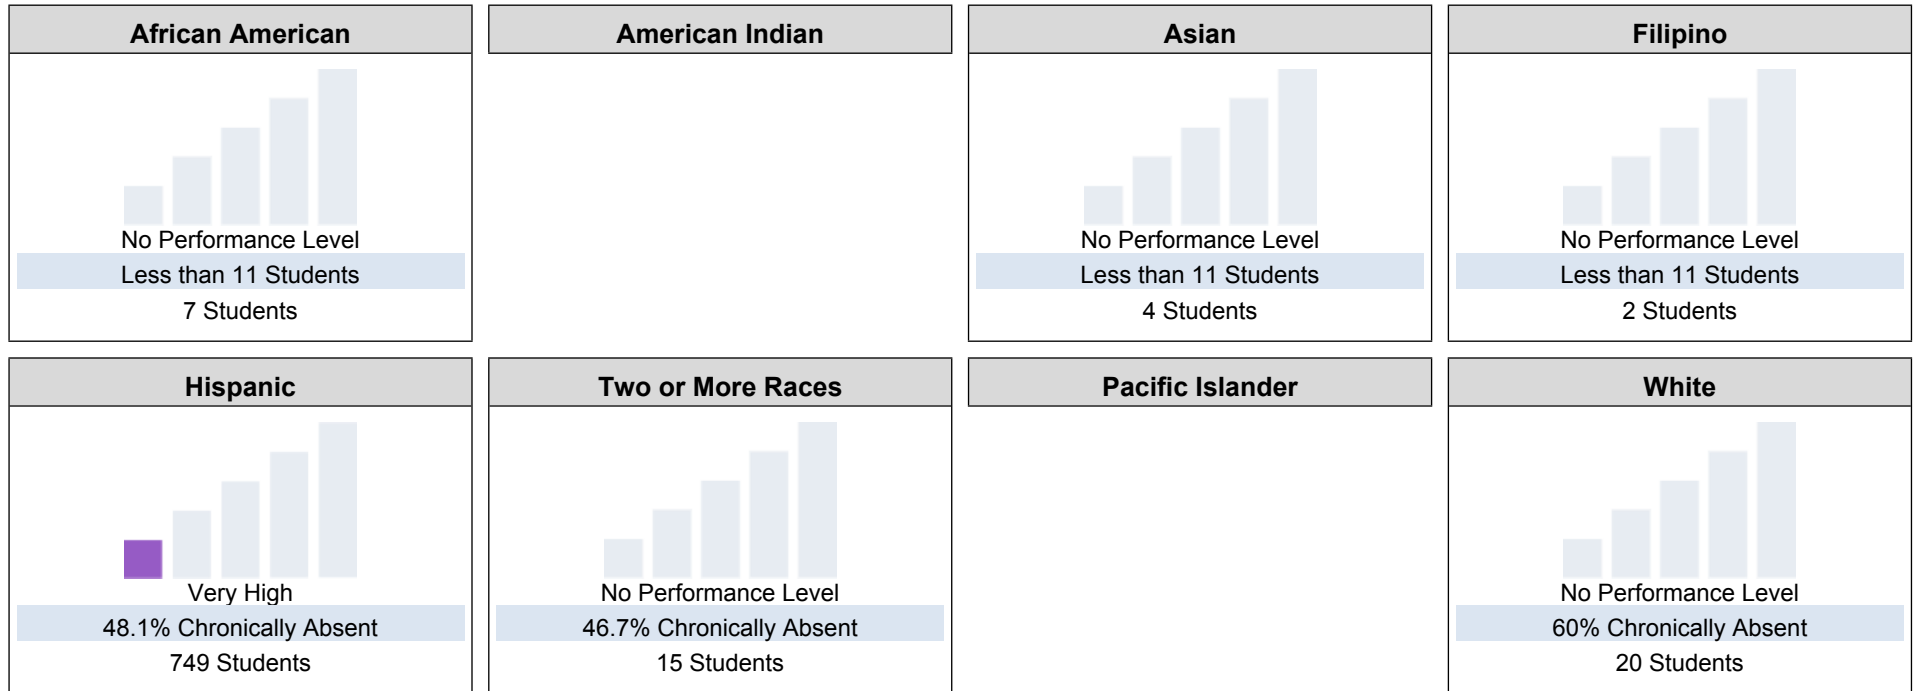 African American
No Performance Level
Less than 11 Students
7 Students
American Indian
Asian
No Performance Level
Less than 11 Students
4 Students
Filipino
No Performance Level
Less than 11 Students
2 Students
Hispanic
Very High
48.1% Chronically Absent
749 Students
Two or More Races
No Performance Level
46.7% Chronically Absent
15 Students
Pacific Islander
White
No Performance Level
60% Chronically Absent
20 Students